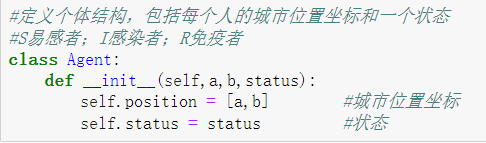 #定义个体结构，包括每个人的城市位置坐标和一个状态
#S易感者；I感染者；R免疫者
class Agent:
    def __init__(self,a,b,status):
        self.position = [a,b]        #城市位置坐标
        self.status = status         #状态